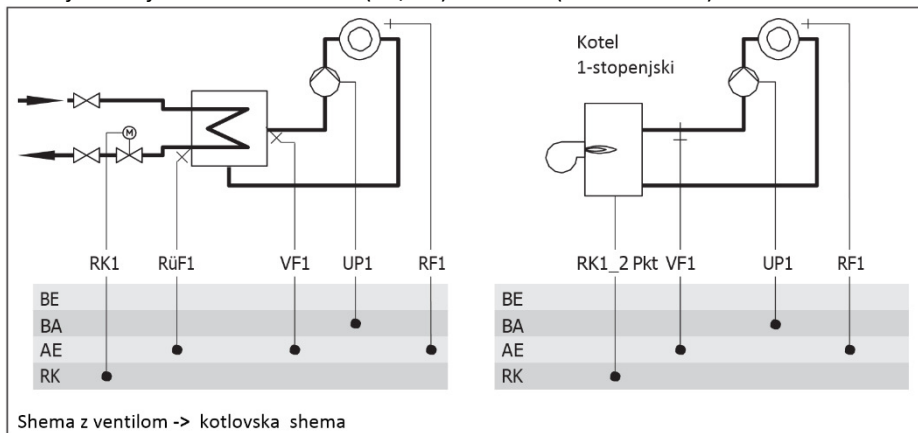 Kotel
1-stopenjski
M
RK1 RüF1 VF1 UP1 RF1
RK1_2 Pkt VF1 UP1 RF1
BE
BA
AE
RK
BE
BA
AE
RK
Shema z ventilom -> kotlovska shema